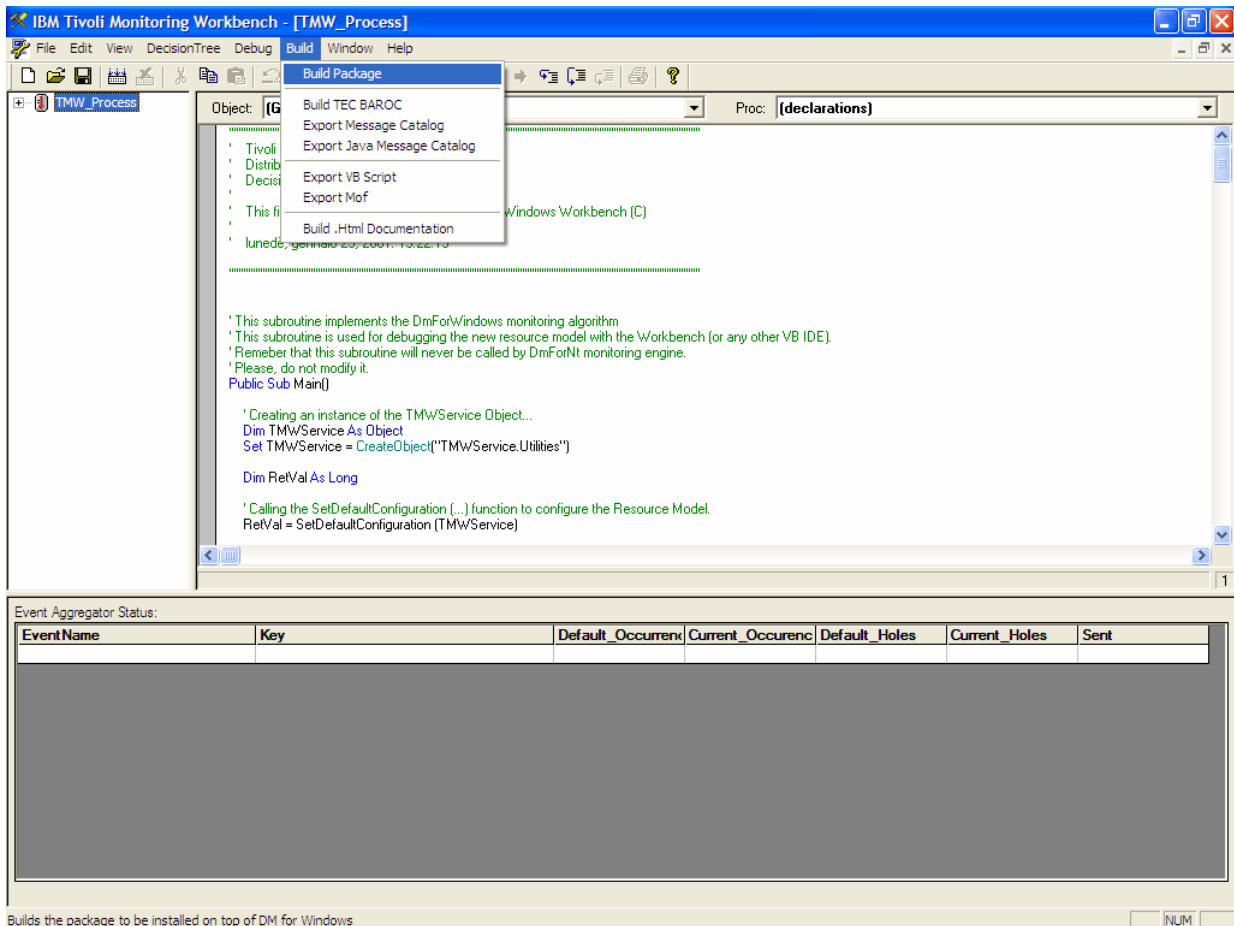 IBM Tivoli Monitoring Workbench - [TMW_Process]
File Edit View DecisionTree Debug Build Window Help
Build Package
Build TEC BAROC
Export Message Catalog
Export Java Message Catalog
Export VB Script
Export Mof
Build .Html Documentation
TMW_Process
Object: (G
Proc: (declarations)
' Tivoli
' Distrib
' Decisi
'
' This fi Windows Workbench (C)
'
' lunedě, gennaio 2001.
' This subroutine implements the DmForWindows monitoring algorithm
' This subroutine is used for debugging the new resource model with the Workbench (or any other VB IDE).
' Remeber that this subroutine will never be called by DmForNt monitoring engine.
' Please, do not modify it.
Public Sub Main()
' Creating an instance of the TMWService Object...
Dim TMWService As Object
Set TMWService = CreateObject("TMWService.Utilities")
Dim RetVal As Long
' Calling the SetDefaultConfiguration (...) function to configure the Resource Model.
RetVal = SetDefaultConfiguration (TMWService)
1
Event Aggregator Status:
EventName Key Default_Occurrenc Current_Occurenc Default_Holes Current_Holes Sent
Builds the package to be installed on top of DM for Windows
NUM